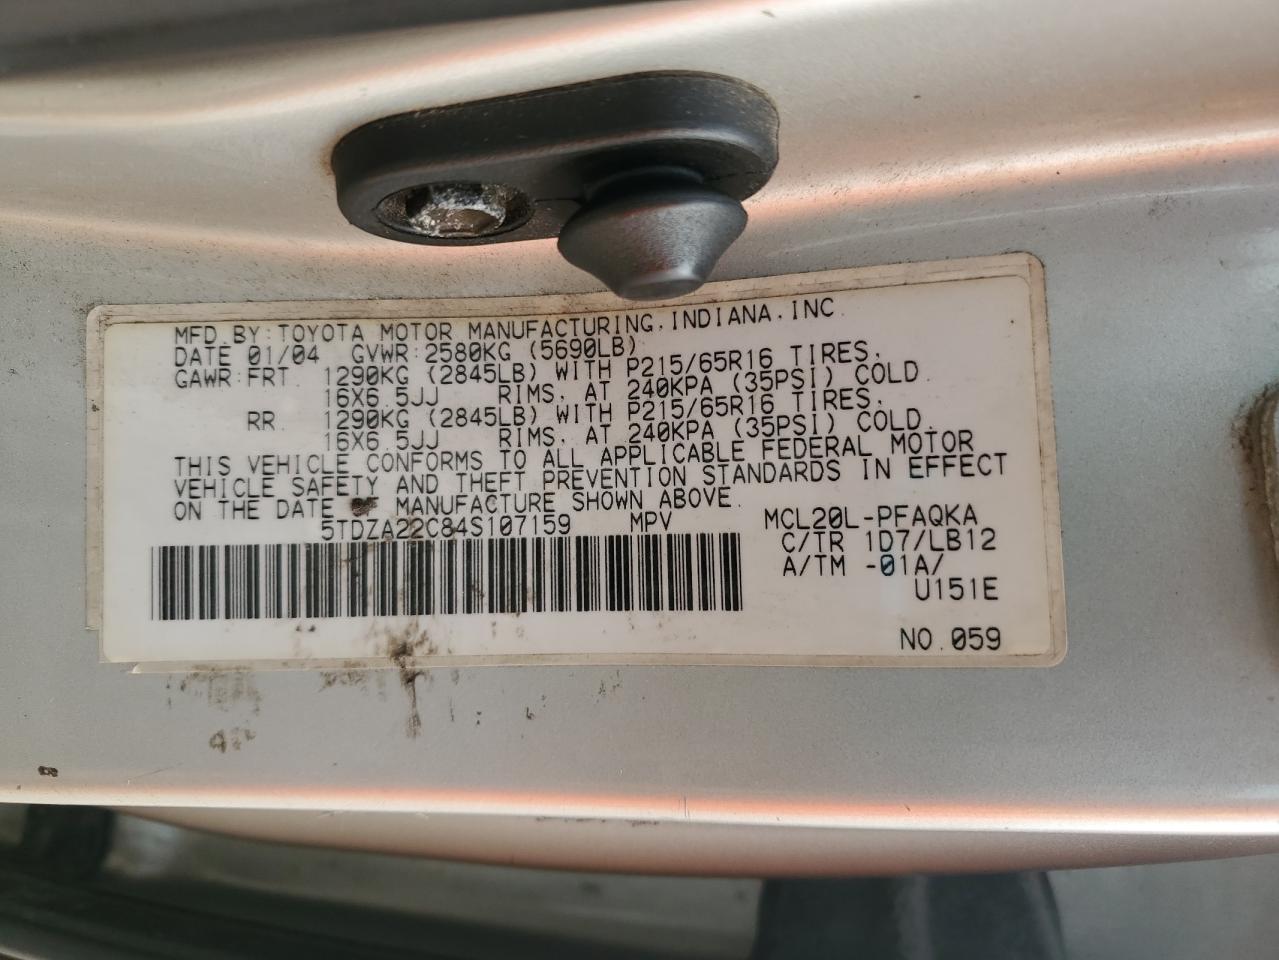 MFD.BY:TOYOTA MOTOR MANUFACTURING,INDIANA,INC.
DATE 01/04 GVWR:2580KG (5690LB)
GAWR:FRT. 1290KG (2845LB) WITH P215/65R16 TIRES,
16X6.5JJ RIMS, AT 240KPA (35PSI) COLD.
RR. 1290KG (2845LB) WITH P215/65R16 TIRES,
16X6.5JJ RIMS, AT 240KPA (35PSI) COLD.
THIS VEHICLE CONFORMS TO ALL APPLICABLE FEDERAL MOTOR
VEHICLE SAFETY AND THEFT PREVENTION STANDARDS IN EFFECT
ON THE DATE MANUFACTURE SHOWN ABOVE.
5TDZA22C84S107159 MPV MCL20L-PFAQKA
C/TR 1D7/LB12
A/TM -01A/
U151E
NO.059